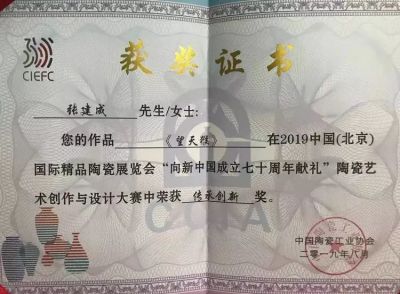 CIEFC
获奖证书
张建成 先生/女士:
您的作品 《望天猴》 在2019中国(北京)
国际精品陶瓷展览会“向新中国成立七十周年献礼”陶瓷艺
术创作与设计大赛中荣获 传承创新 奖。
CCIA
中国陶瓷工业协会
二〇一九年八月